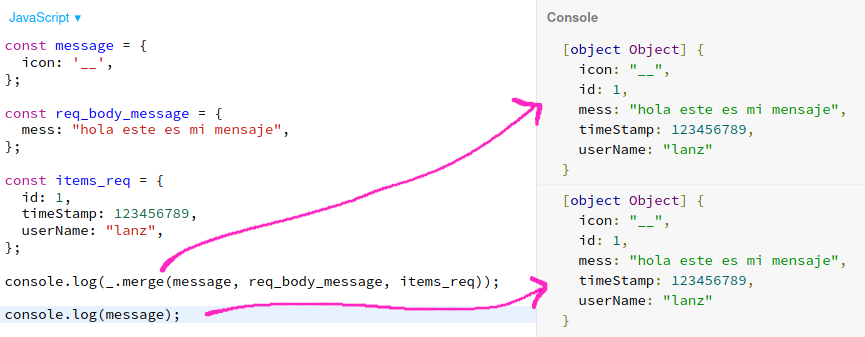 JavaScript ▾
const message = {
  icon: '__',
};
const req_body_message = {
  mess: "hola este es mi mensaje",
};
const items_req = {
  id: 1,
  timeStamp: 123456789,
  userName: "lanz",
};
console.log(_.merge(message, req_body_message, items_req));
console.log(message);
Console
[object Object] {
  icon: "__",
  id: 1,
  mess: "hola este es mi mensaje",
  timeStamp: 123456789,
  userName: "lanz"
}
[object Object] {
  icon: "__",
  id: 1,
  mess: "hola este es mi mensaje",
  timeStamp: 123456789,
  userName: "lanz"
}